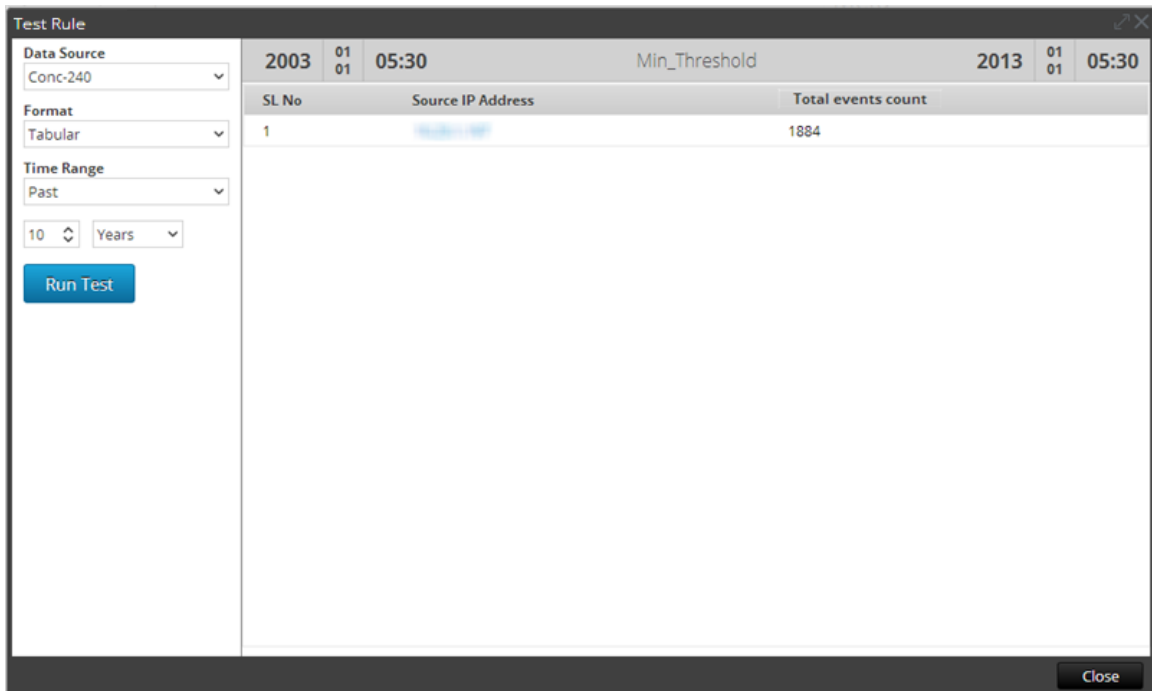 Test Rule
Data Source
Conc-240
Format
Tabular
Time Range
Past
10 Years
Run Test
2003 01 01 05:30 Min_Threshold 2013 01 01 05:30
SL No Source IP Address Total events count
1 1884
Close